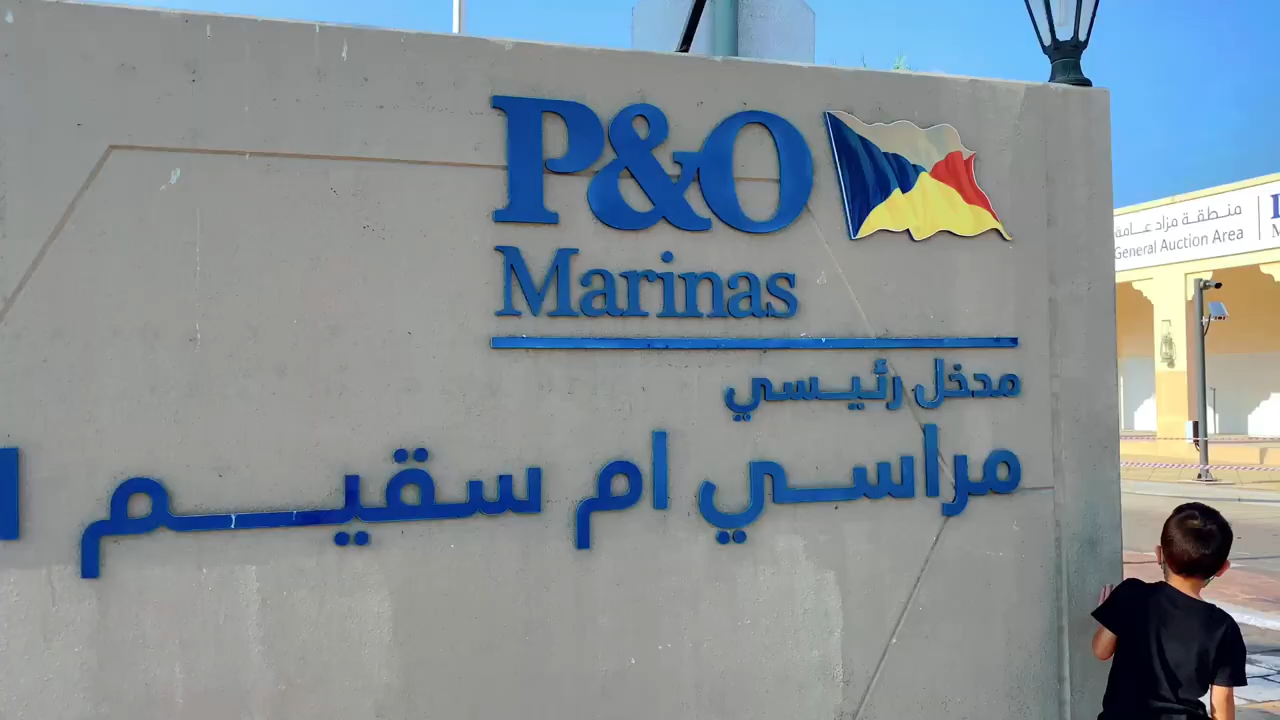 P&O
Marinas
مدخل رئيسي
مراسي ام سقيم
منطقة مزاد عامة
General Auction Area